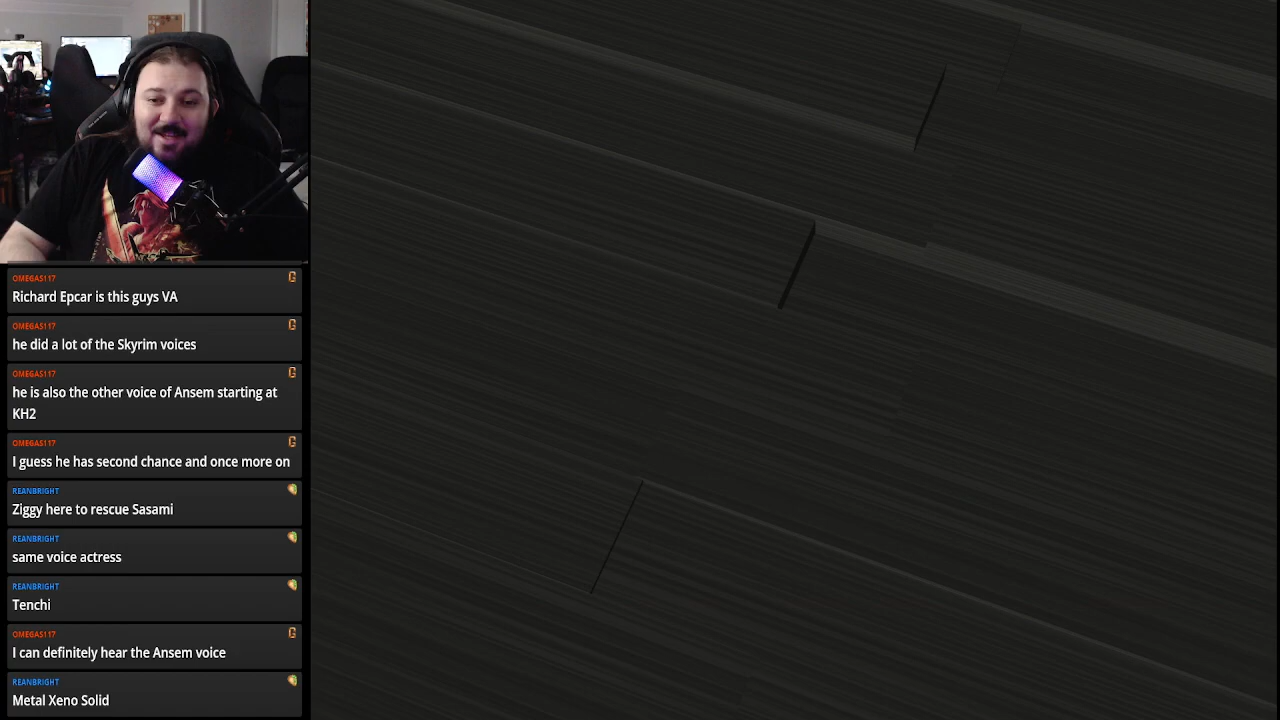 OMEGAS117
Richard Epcar is this guys VA
OMEGAS117
he did a lot of the Skyrim voices
OMEGAS117
he is also the other voice of Ansem starting at
KH2
OMEGAS117
I guess he has second chance and once more on
REANBRIGHT
Ziggy here to rescue Sasami
REANBRIGHT
same voice actress
REANBRIGHT
Tenchi
OMEGAS117
I can definitely hear the Ansem voice
REANBRIGHT
Metal Xeno Solid